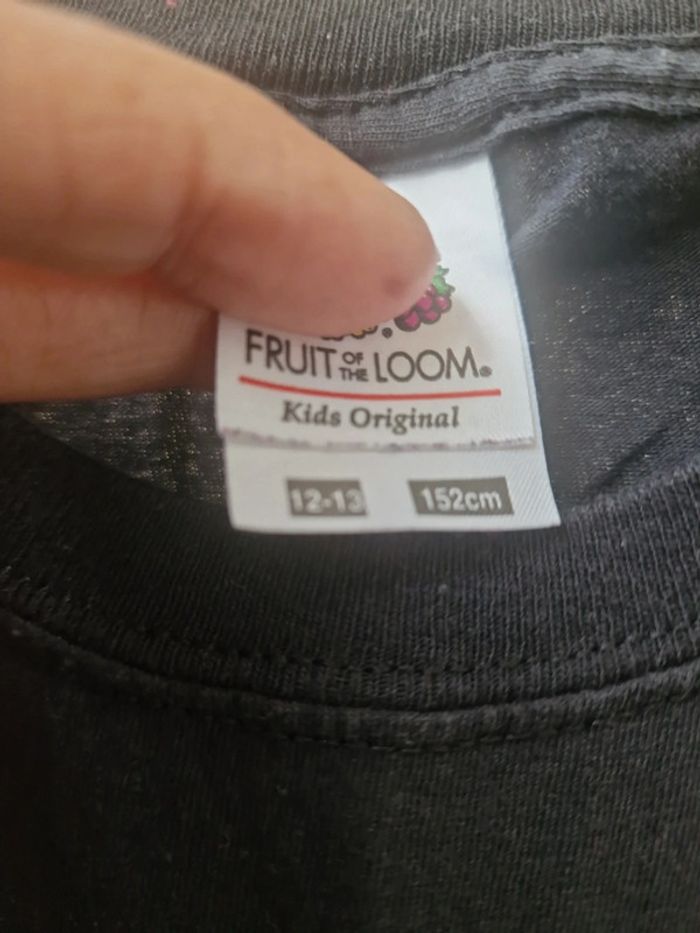 FRUIT OF THE LOOM®
Kids Original
12-13 152cm